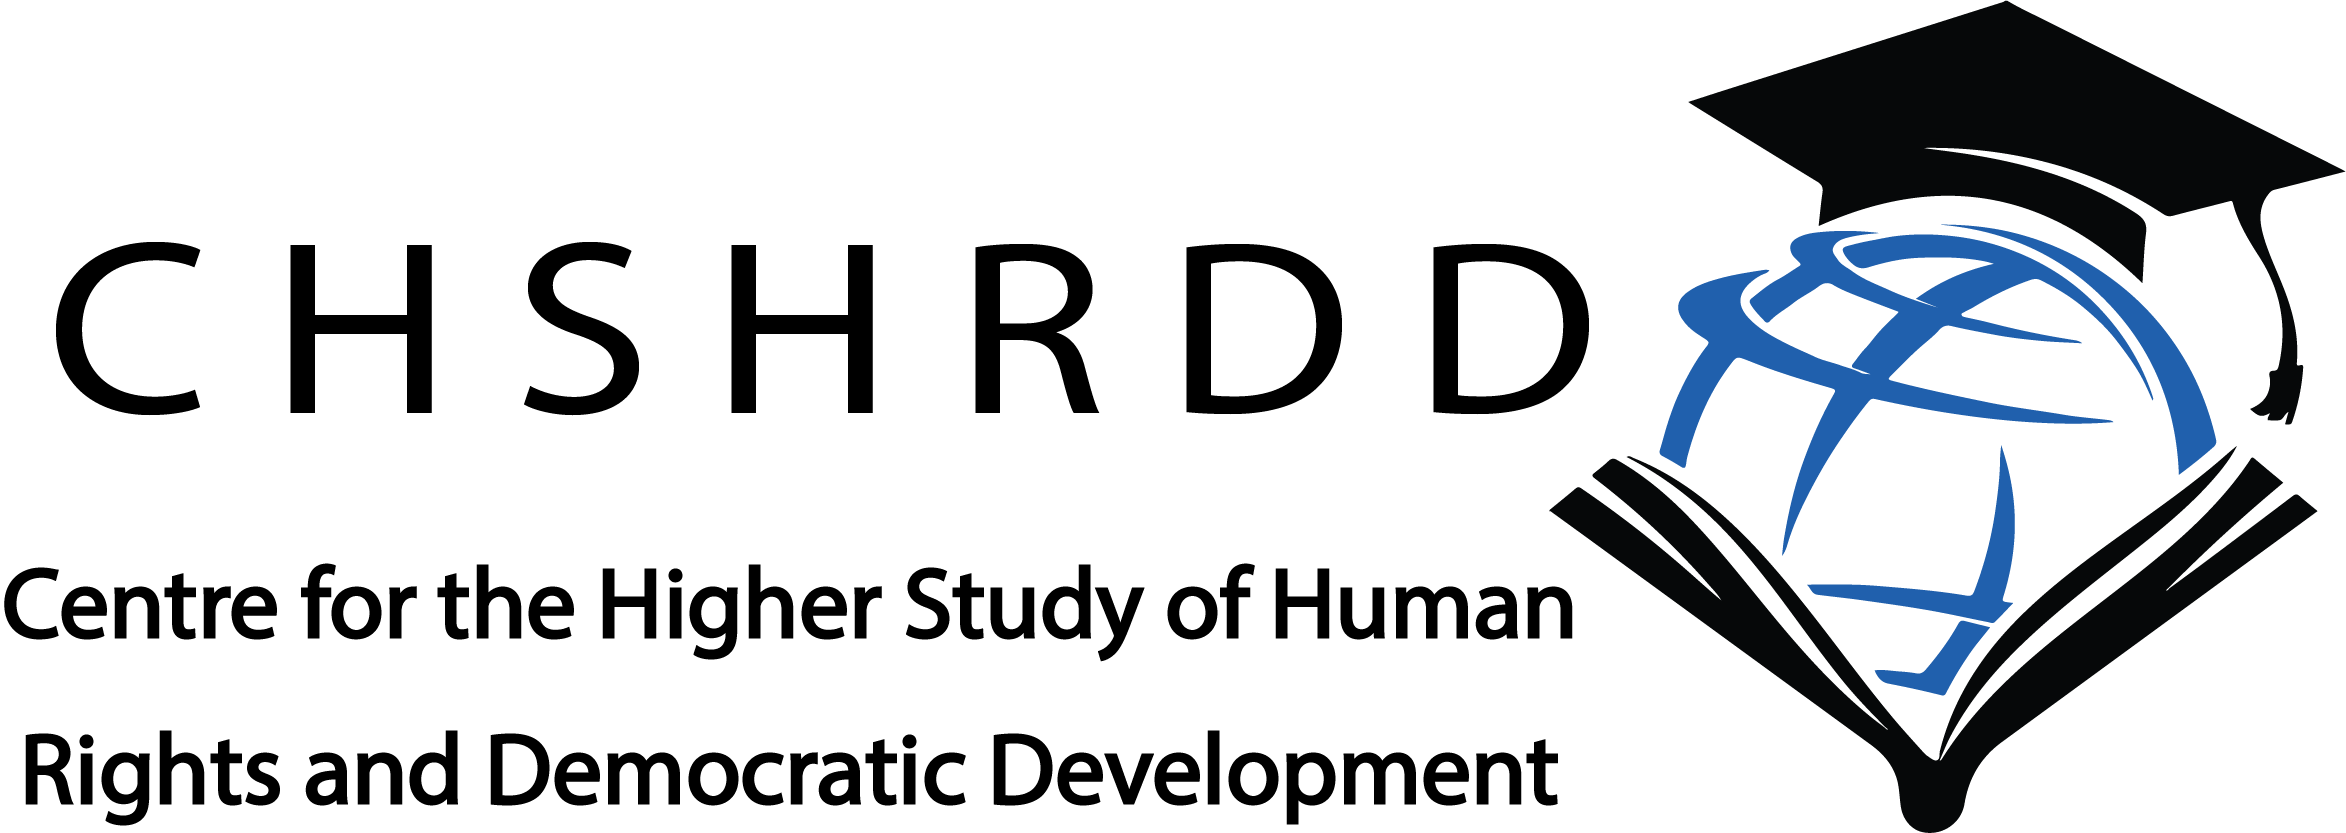 CHSHRDD
Centre for the Higher Study of Human
Rights and Democratic Development